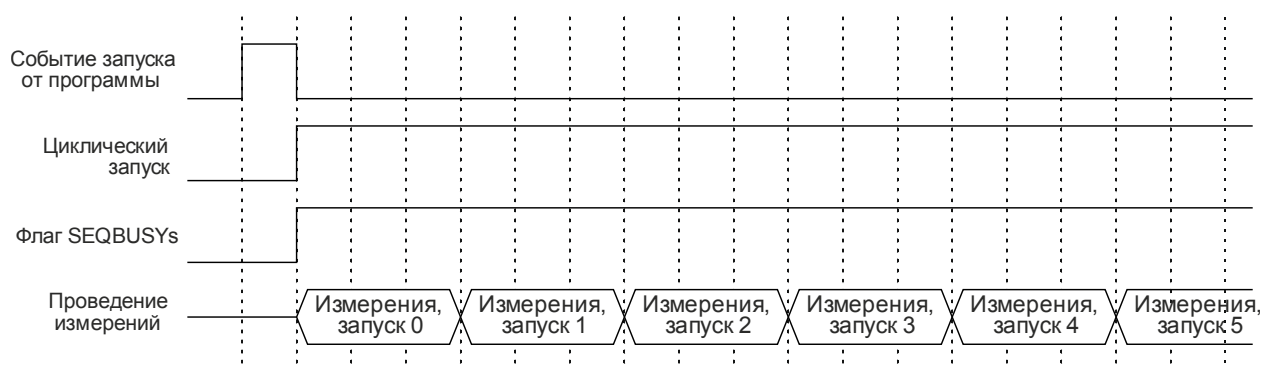 Событие запуска
от программы
Циклический
запуск
Флаг SEQBUSYs
Проведение
измерений
Измерения,
запуск 0
Измерения,
запуск 1
Измерения,
запуск 2
Измерения,
запуск 3
Измерения,
запуск 4
Измерения,
запуск 5